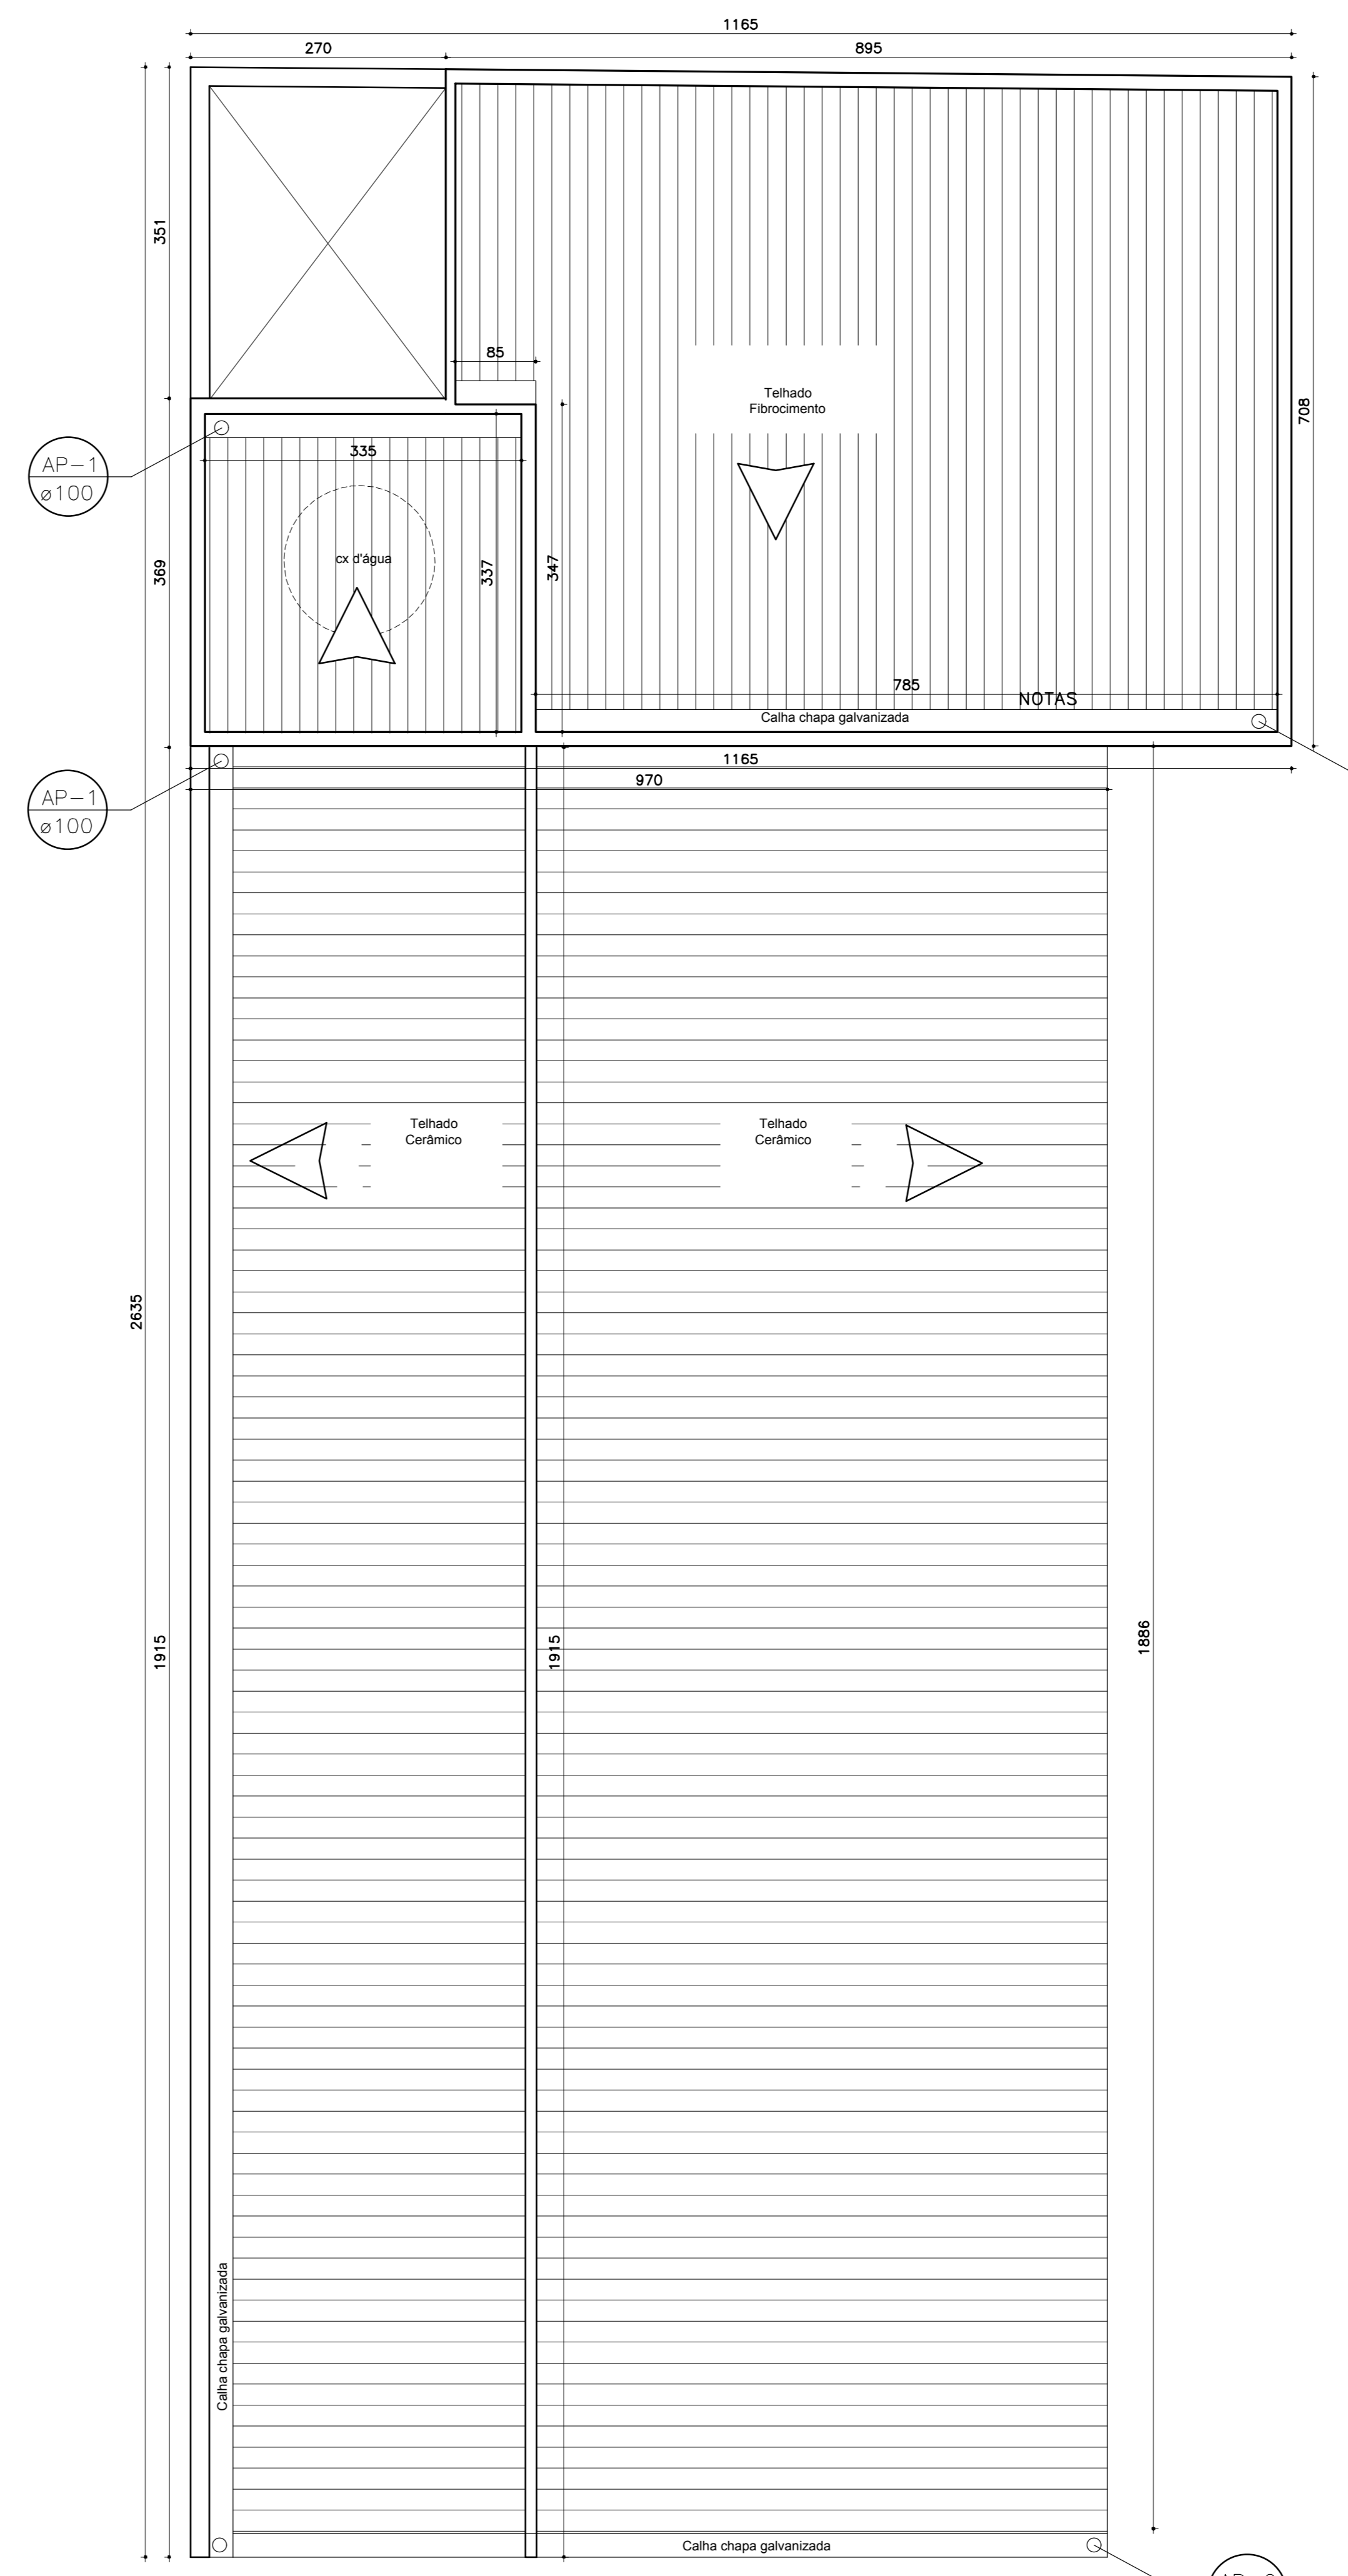 1165
270
895
351
85
Telhado
Fibrocimento
708
AP-1
ø100
335
cx d'água
337
347
369
785
NOTAS
Calha chapa galvanizada
1165
970
AP-1
ø100
Telhado
Cerâmico
Telhado
Cerâmico
2635
1915
1915
1886
Calha chapa galvanizada
Calha chapa galvanizada